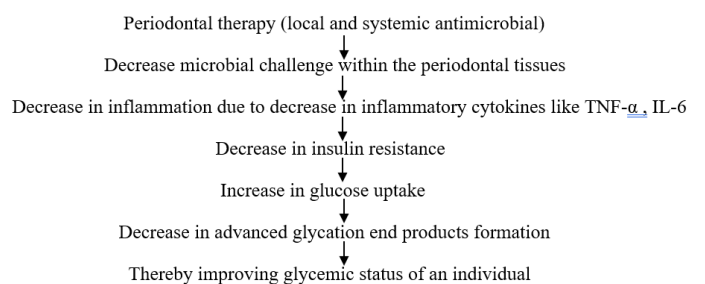 Periodontal therapy (local and systemic antimicrobial)
Decrease microbial challenge within the periodontal tissues
Decrease in inflammation due to decrease in inflammatory cytokines like TNF-α , IL-6
Decrease in insulin resistance
Increase in glucose uptake
Decrease in advanced glycation end products formation
Thereby improving glycemic status of an individual